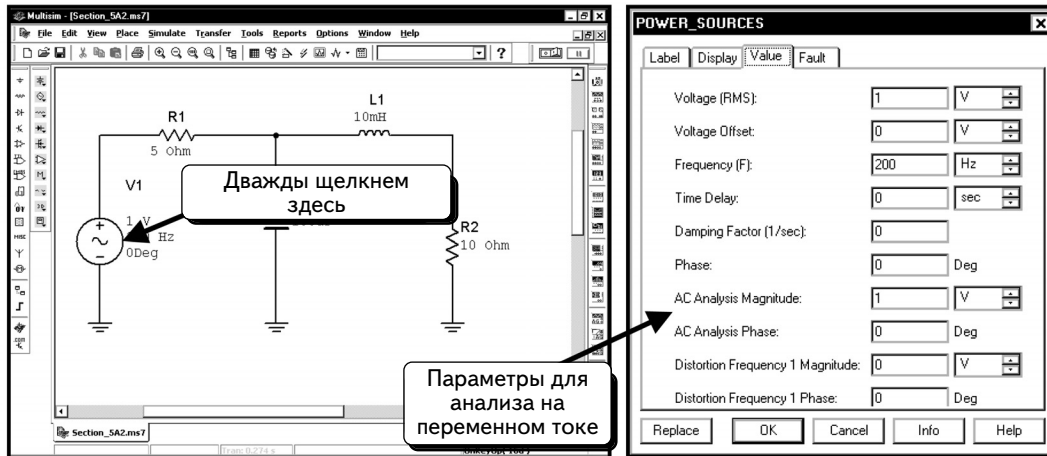 Multisim - [Section_5A2.ms7]
File Edit View Place Simulate Transfer Tools Reports Options Window Help
R1
5 Ohm
L1
10mH
V1
1 V
Hz
0Deg
Дважды щелкнем
здесь
R2
10 Ohm
Section_5A2.ms7
Tran: 0.274 s
Параметры для
анализа на
переменном токе
POWER_SOURCES
Label Display Value Fault
Voltage (RMS): 1 V
Voltage Offset: 0 V
Frequency (F): 200 Hz
Time Delay: 0 sec
Damping Factor (1/sec): 0
Phase: 0 Deg
AC Analysis Magnitude: 1 V
AC Analysis Phase: 0 Deg
Distortion Frequency 1 Magnitude: 0 V
Distortion Frequency 1 Phase: 0 Deg
Replace OK Cancel Info Help